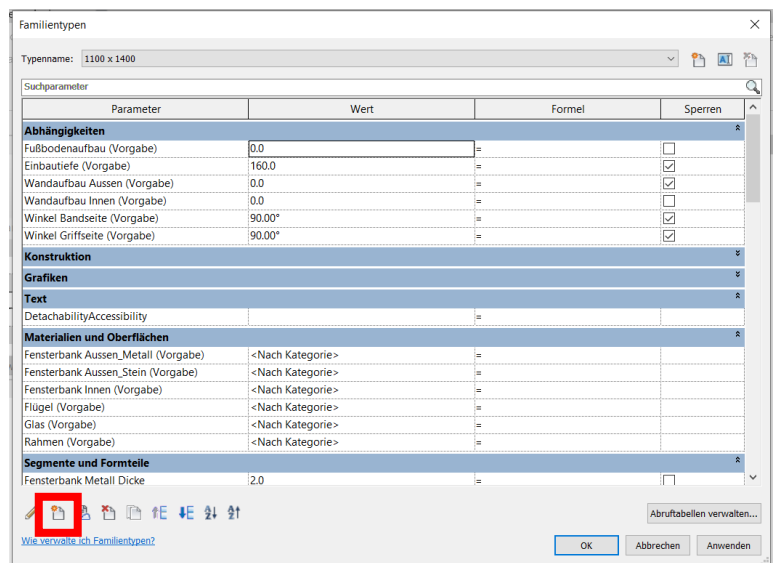 Familientypen
Typenname: 1100 x 1400
Suchparameter
Parameter Wert Formel Sperren
Abhängigkeiten
Fußbodenaufbau (Vorgabe) 0.0 =
Einbautiefe (Vorgabe) 160.0 =
Wandaufbau Aussen (Vorgabe) 0.0 =
Wandaufbau Innen (Vorgabe) 0.0 =
Winkel Bandseite (Vorgabe) 90.00° =
Winkel Griffseite (Vorgabe) 90.00° =
Konstruktion
Grafiken
Text
DetachabilityAccessibility =
Materialien und Oberflächen
Fensterbank Aussen_Metall (Vorgabe) <Nach Kategorie> =
Fensterbank Aussen_Stein (Vorgabe) <Nach Kategorie> =
Fensterbank Innen (Vorgabe) <Nach Kategorie> =
Flügel (Vorgabe) <Nach Kategorie> =
Glas (Vorgabe) <Nach Kategorie> =
Rahmen (Vorgabe) <Nach Kategorie> =
Segmente und Formteile
Fensterbank Metall Dicke 2.0 =
Abruftabellen verwalten...
Wie verwalte ich Familientypen?
OK Abbrechen Anwenden